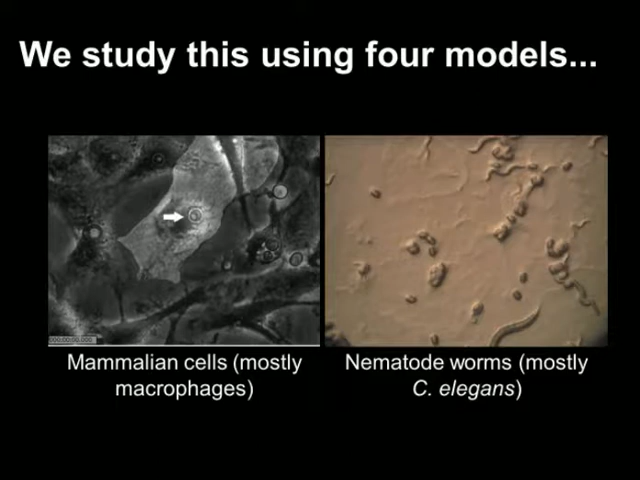 We study this using four models...
Mammalian cells (mostly
macrophages)
Nematode worms (mostly
C. elegans)